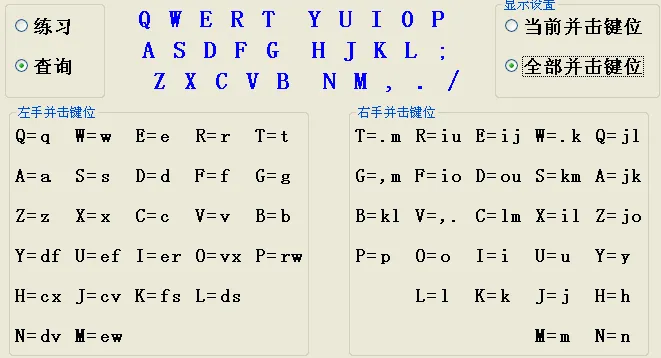 显示设置
练习
Q W E R T Y U I O P
当前并击键位
A S D F G H J K L ;
查询
全部并击键位
Z X C V B N M , . /
左手并击键位
Q=q W=w E=e R=r T=t
A=a S=s D=d F=f G=g
Z=z X=x C=c V=v B=b
Y=df U=ef I=er O=vx P=rw
H=cx J=cv K=fs L=ds
N=dv M=ew
右手并击键位
T=.m R=iu E=ij W=.k Q=jl
G=,m F=io D=ou S=km A=jk
B=kl V=,. C=lm X=il Z=jo
P=p O=o I=i U=u Y=y
L=l K=k J=j H=h
M=m N=n